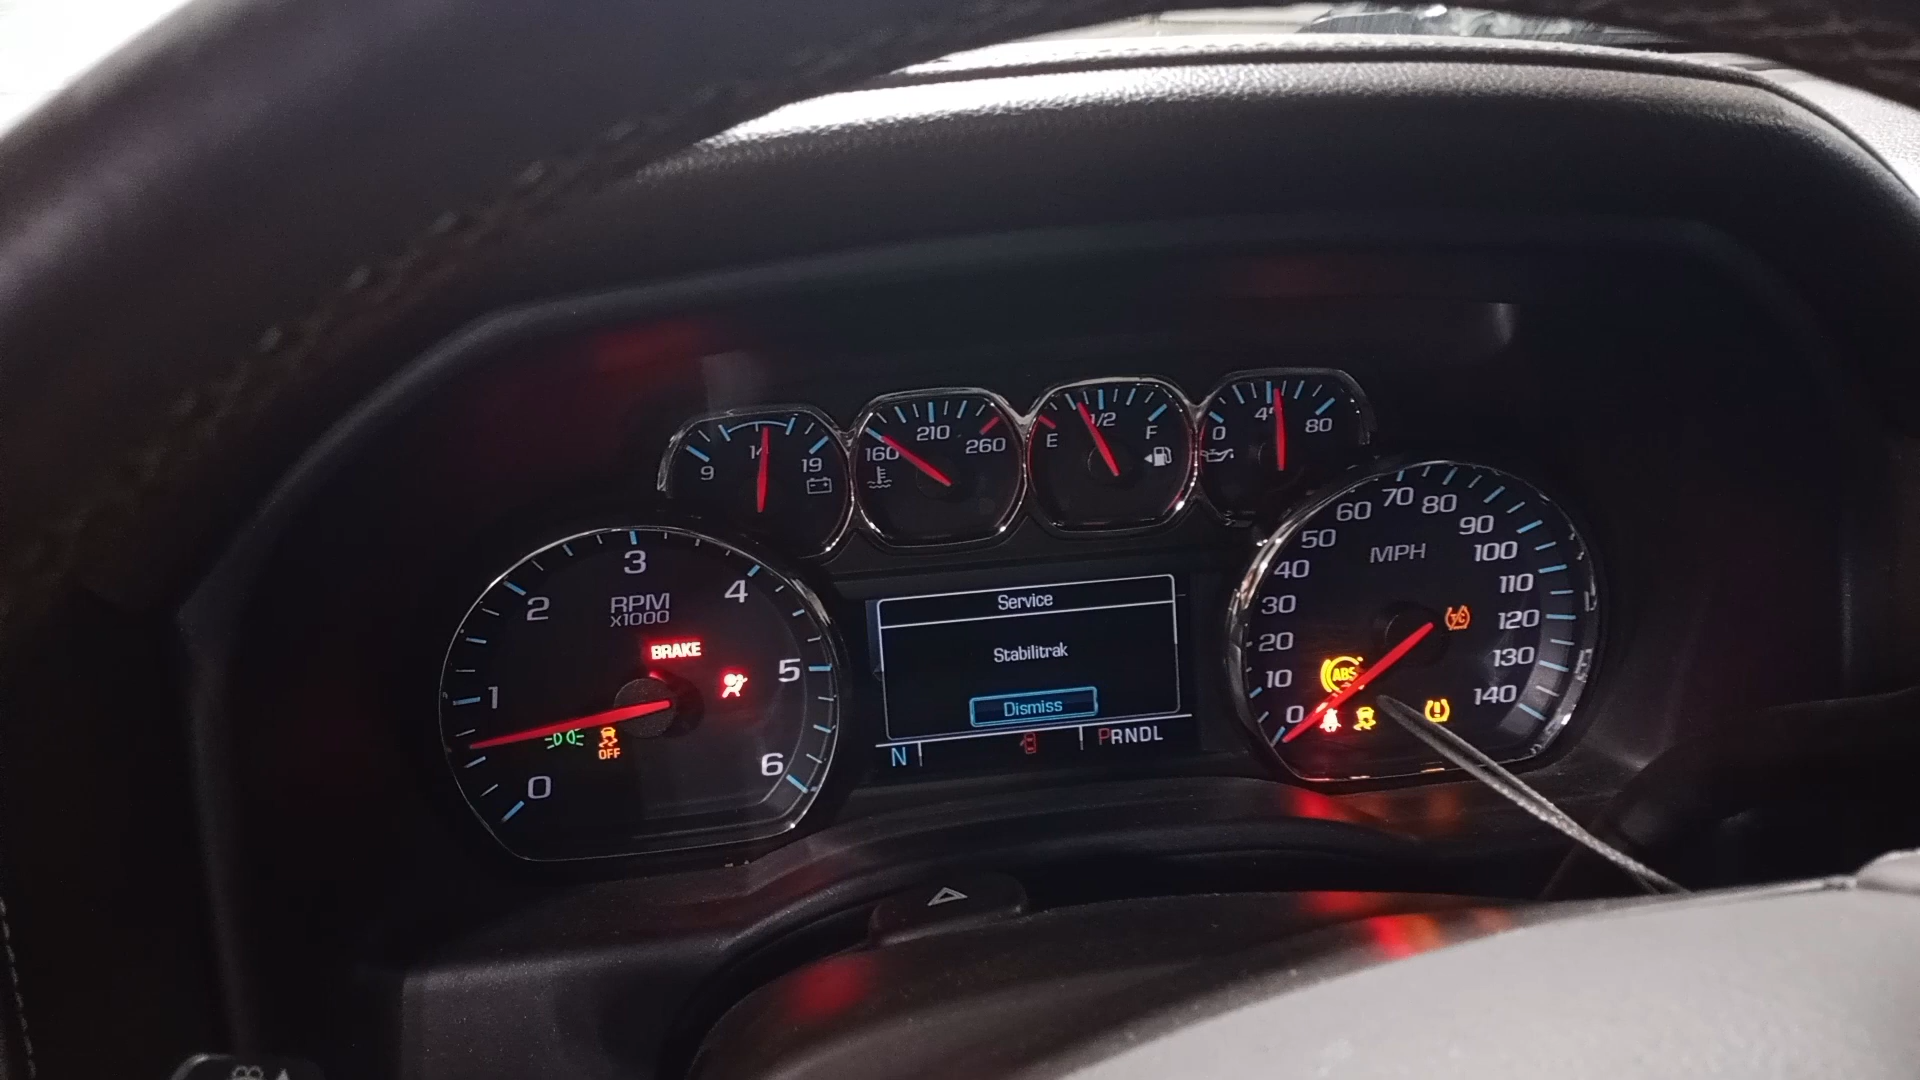 9 14 19
160 210 260
E 1/2 F
0 4 80
0 1 2 3 4 5 6
RPM
X1000
BRAKE
OFF
Service
Stabilitrak
Dismiss
N
PRNDL
0 10 20 30 40 50 60 70 80 90 100 110 120 130 140
MPH
T/C
ABS